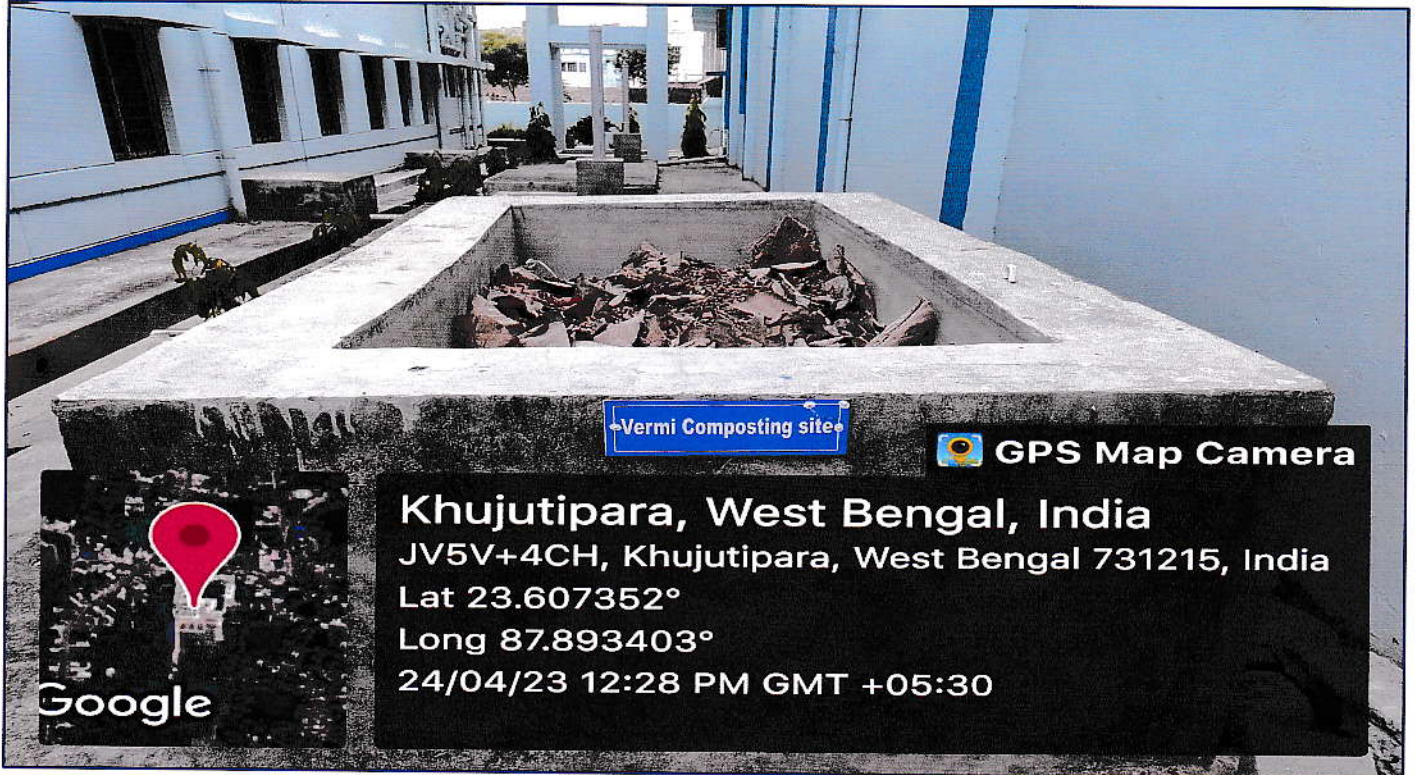 Vermi Composting site
GPS Map Camera
Khujutipara, West Bengal, India
JV5V+4CH, Khujutipara, West Bengal 731215, India
Lat 23.607352°
Long 87.893403°
24/04/23 12:28 PM GMT +05:30
Google